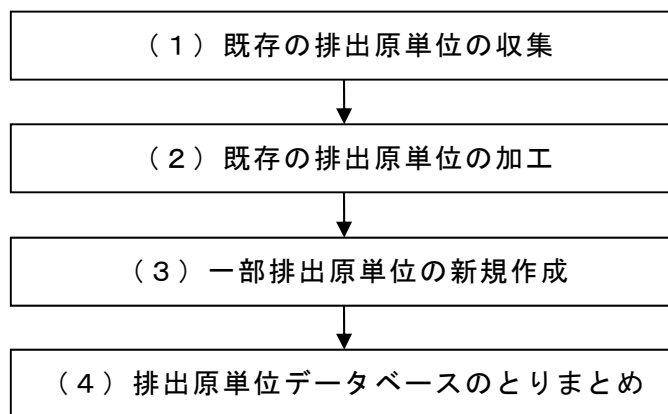 （１）既存の排出原単位の収集
（２）既存の排出原単位の加工
（３）一部排出原単位の新規作成
（４）排出原単位データベースのとりまとめ